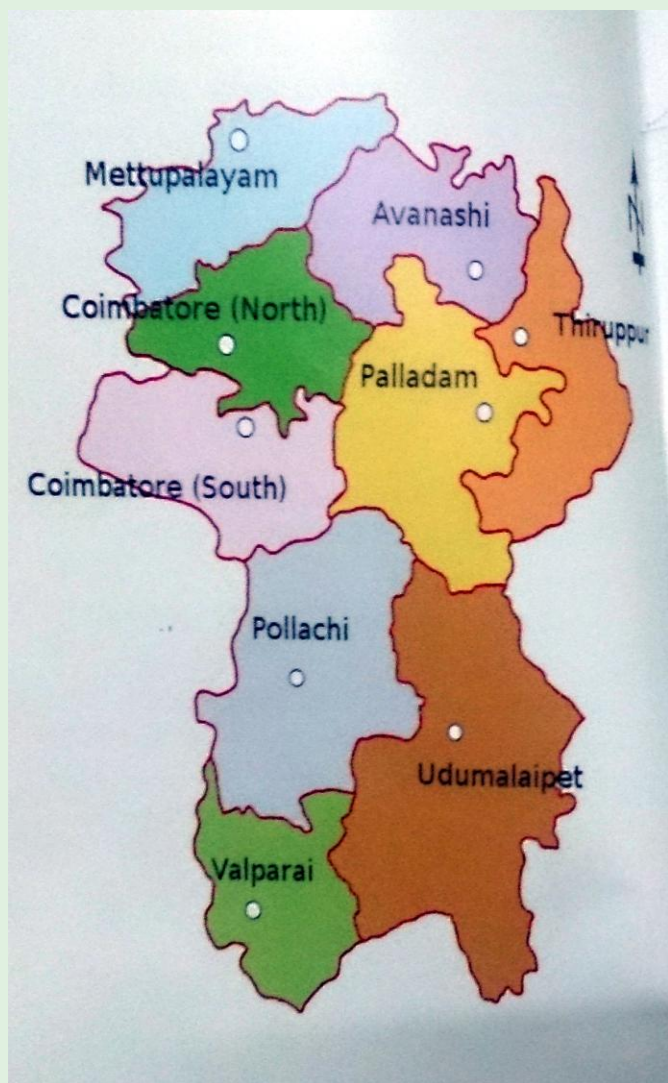 Mettupalayam
Avanashi
N
Coimbatore (North)
Thiruppur
Palladam
Coimbatore (South)
Pollachi
Udumalaipet
Valparai